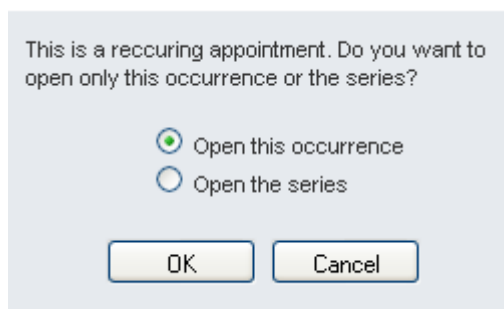 This is a reccuring appointment. Do you want to
open only this occurrence or the series?
Open this occurrence
Open the series
OK
Cancel